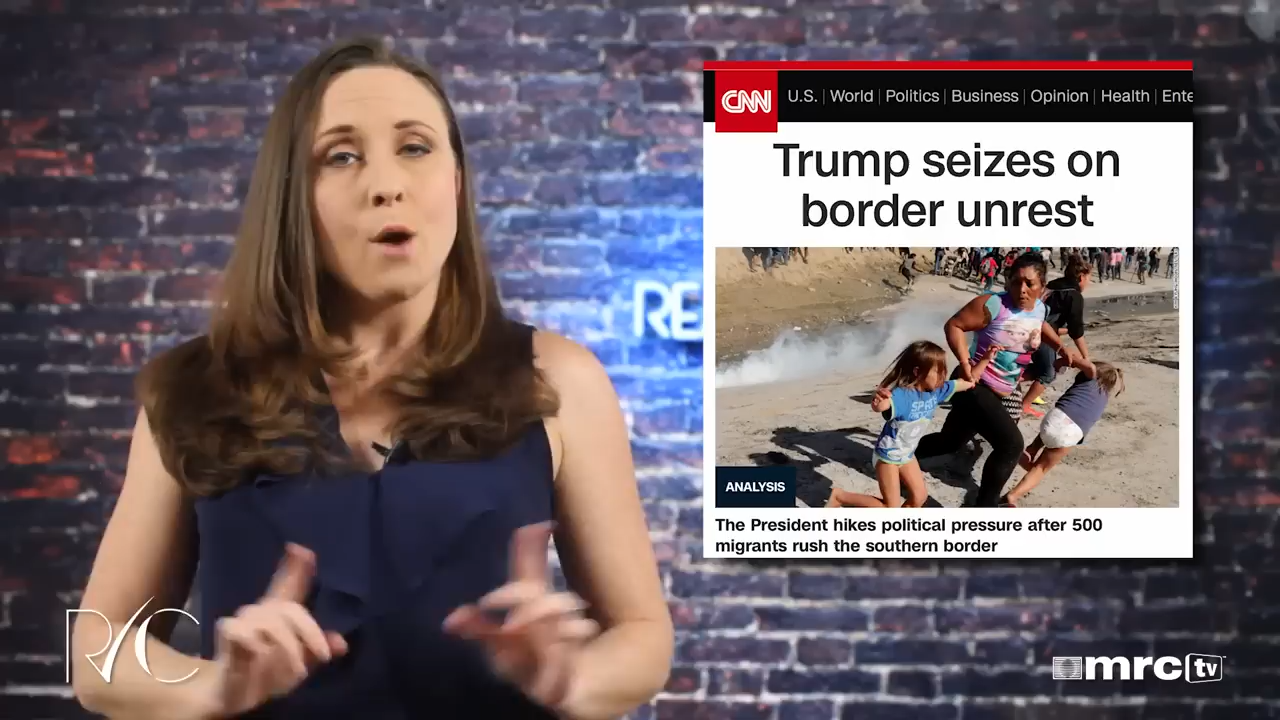 CNN
U.S. | World | Politics | Business | Opinion | Health | Ente
Trump seizes on
border unrest
ANALYSIS
The President hikes political pressure after 500
migrants rush the southern border
RE
R/C
mrc tv